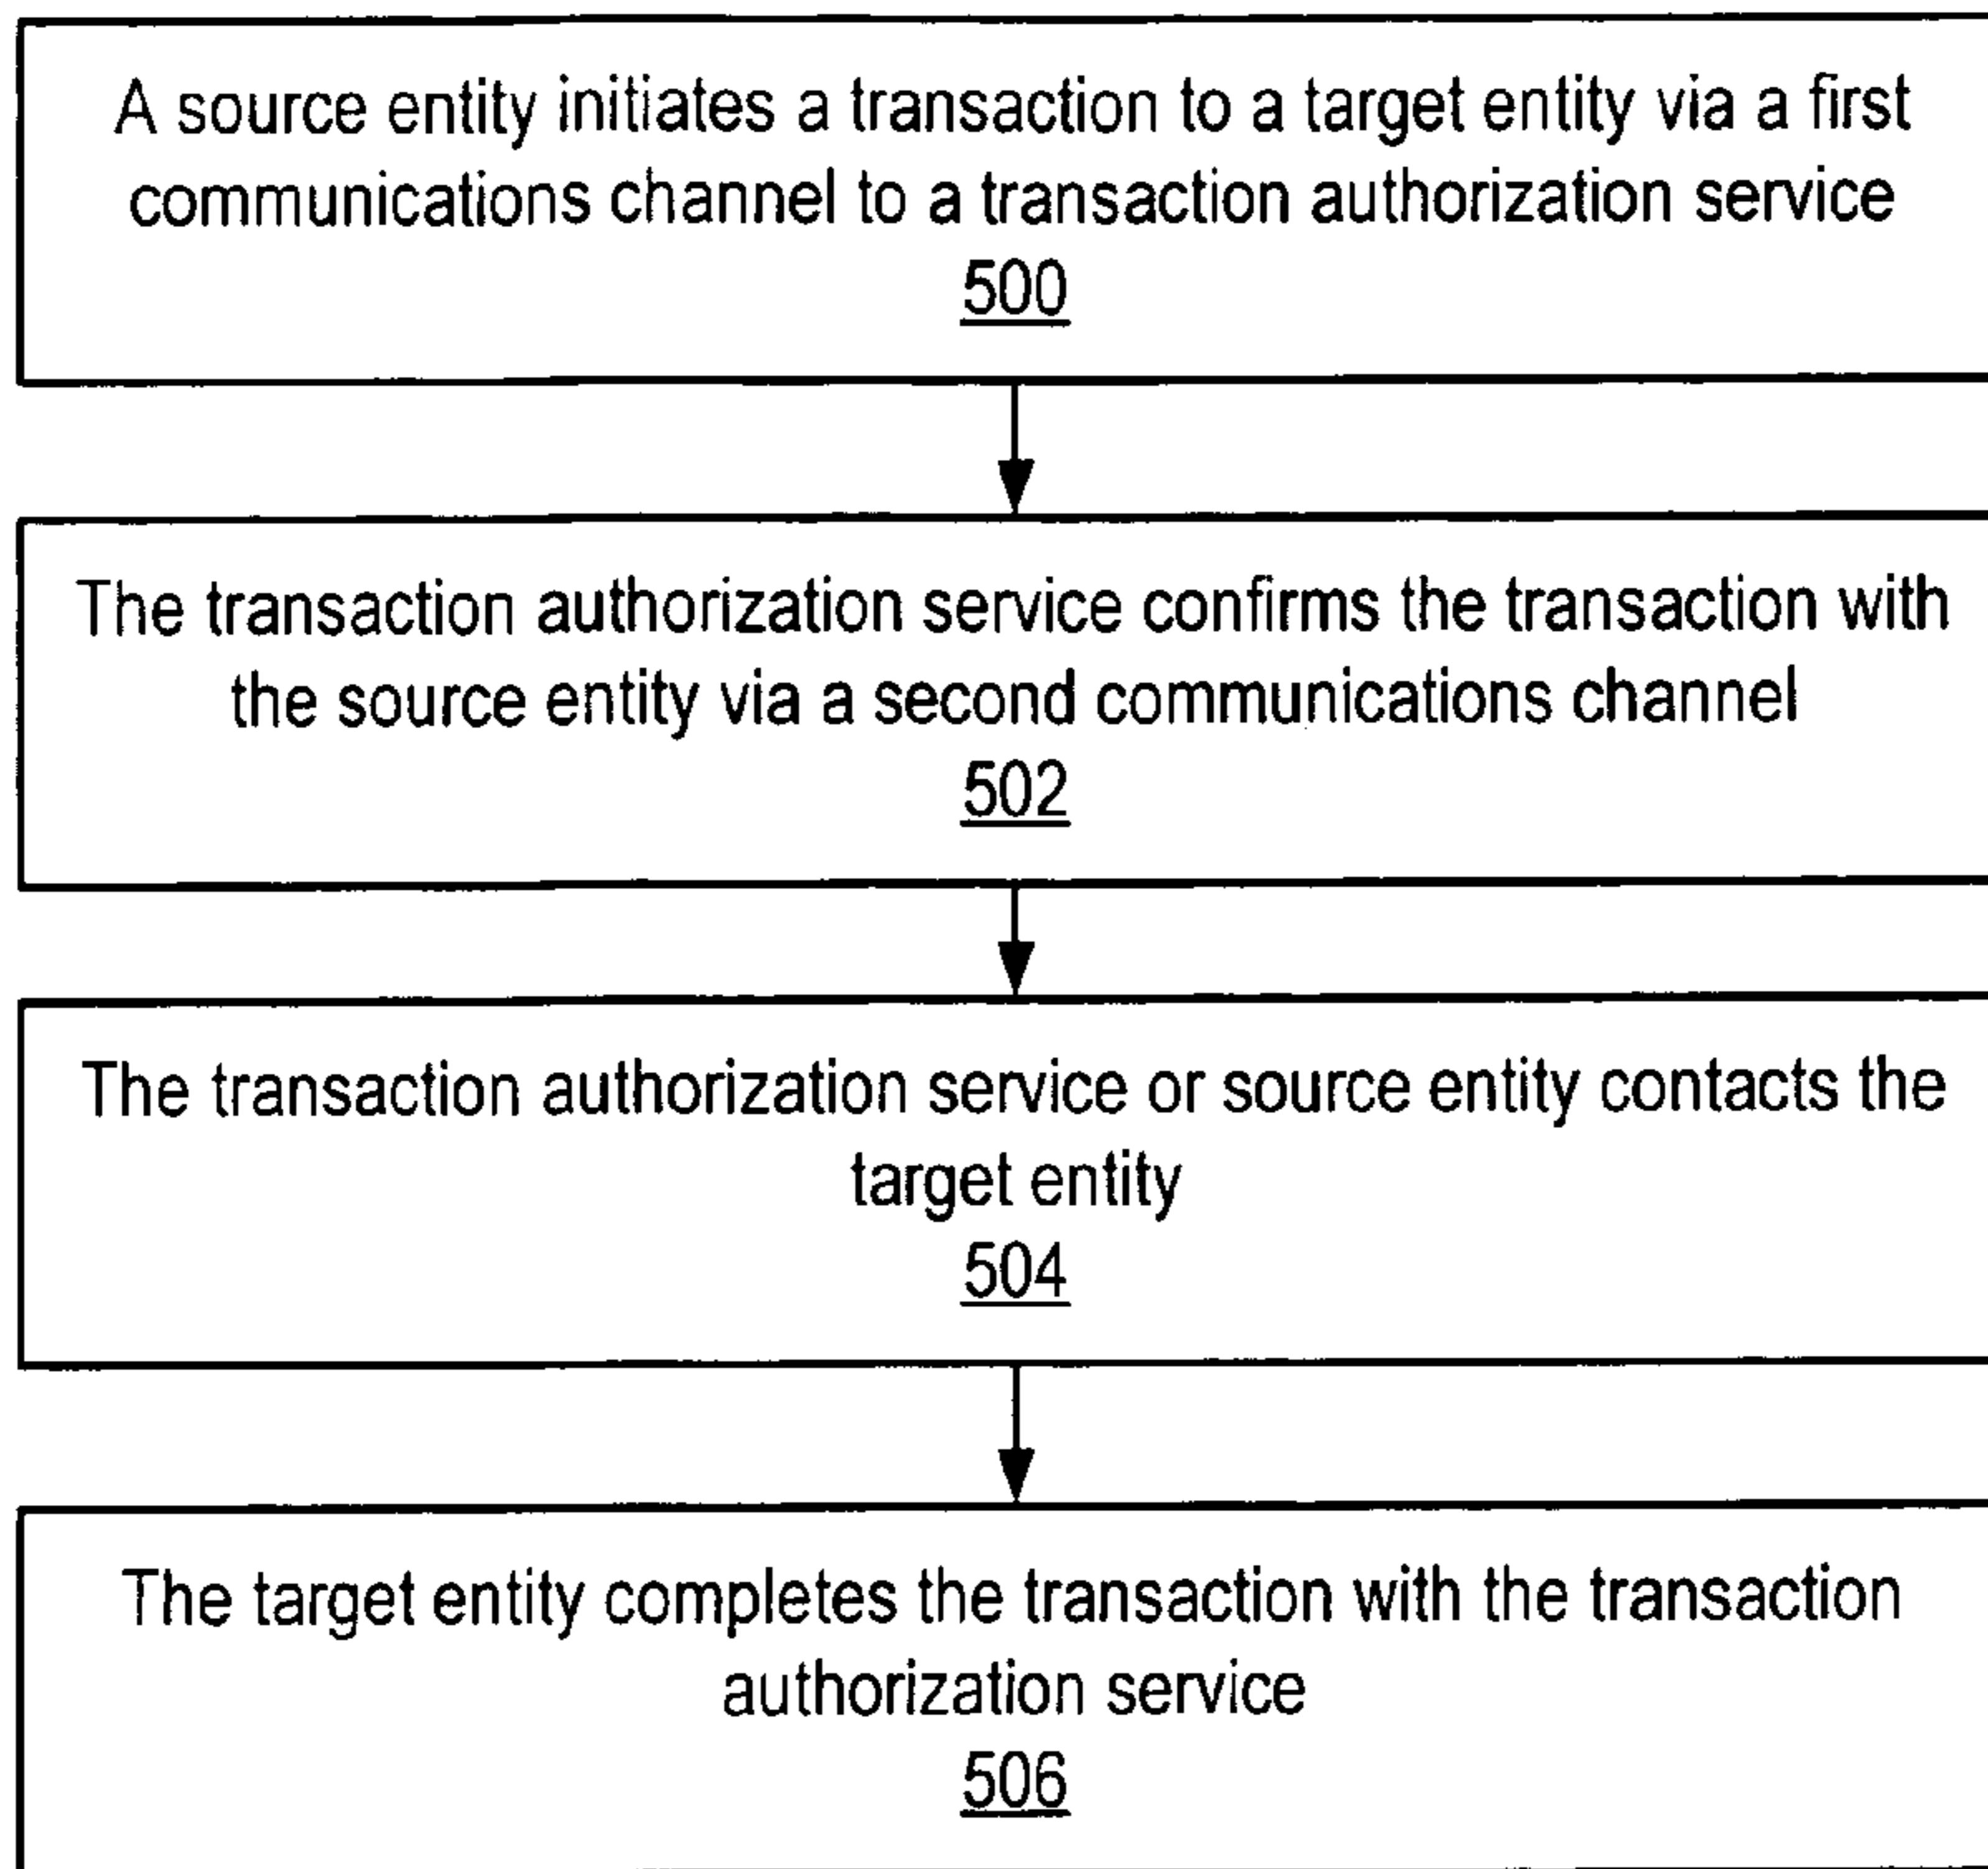 A source entity initiates a transaction to a target entity via a first
communications channel to a transaction authorization service
500
The transaction authorization service confirms the transaction with
the source entity via a second communications channel
502
The transaction authorization service or source entity contacts the
target entity
504
The target entity completes the transaction with the transaction
authorization service
506